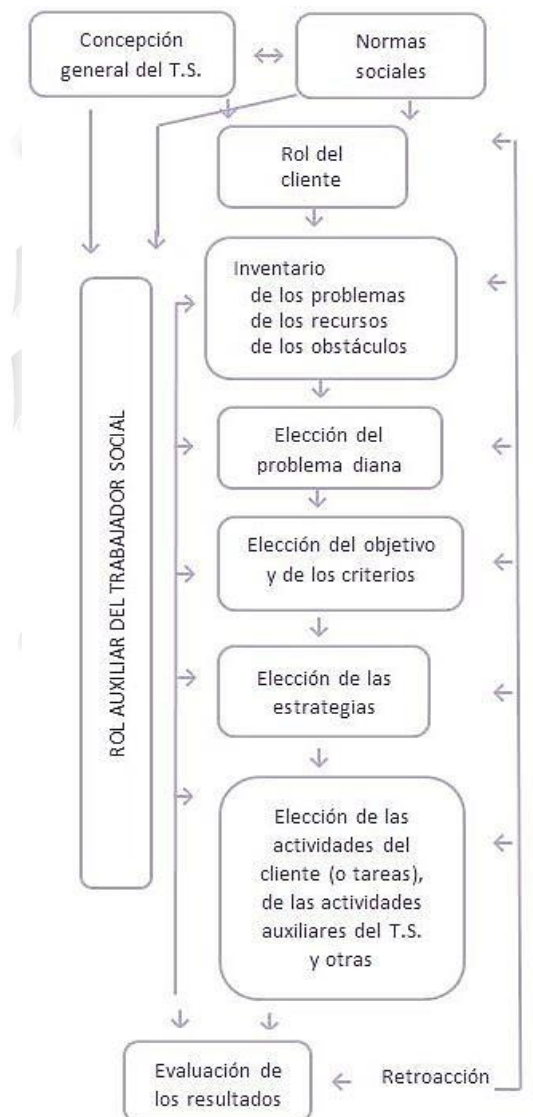 Concepción
general del T.S.
Normas
sociales
Rol del
cliente
Inventario
de los problemas
de los recursos
de los obstáculos
ROL AUXILIAR DEL TRABAJADOR SOCIAL
Elección del
problema diana
Elección del objetivo
y de los criterios
Elección de las
estrategias
Elección de las
actividades del
cliente (o tareas),
de las actividades
auxiliares del T.S.
y otras
Evaluación de
los resultados
Retroacción